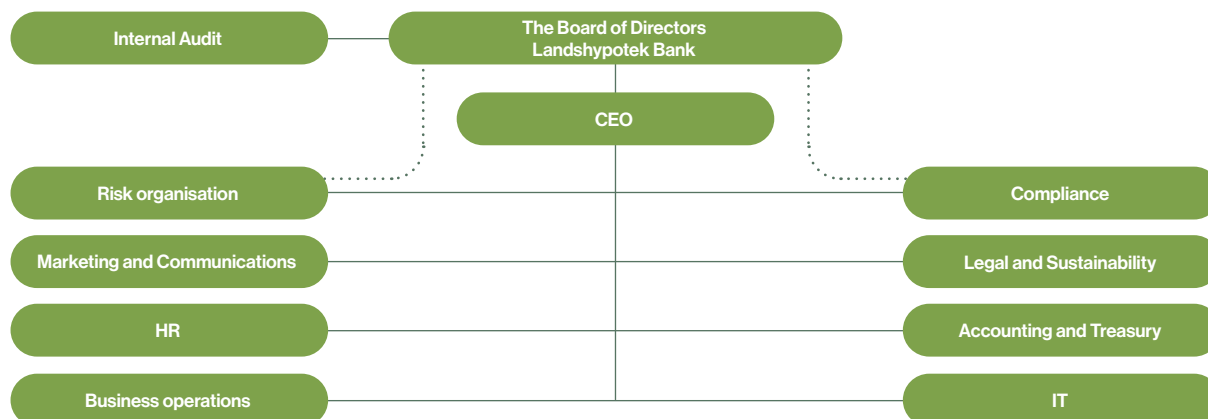 Internal Audit
The Board of Directors
Landshypotek Bank
CEO
Risk organisation
Compliance
Marketing and Communications
Legal and Sustainability
HR
Accounting and Treasury
Business operations
IT